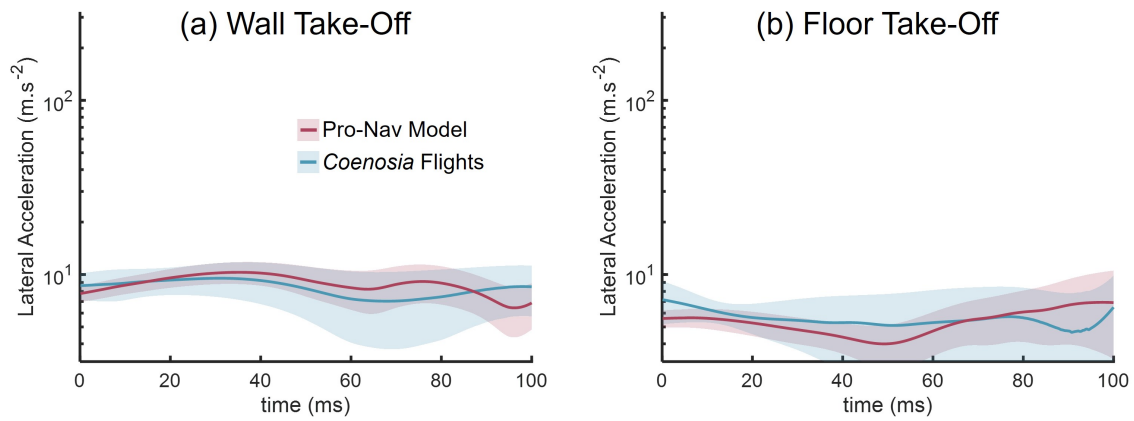 (a) Wall Take-Off
Lateral Acceleration (m.s⁻²)
10²
10¹
Pro-Nav Model
Coenosia Flights
0 20 40 60 80 100
time (ms)
(b) Floor Take-Off
Lateral Acceleration (m.s⁻²)
10²
10¹
0 20 40 60 80 100
time (ms)